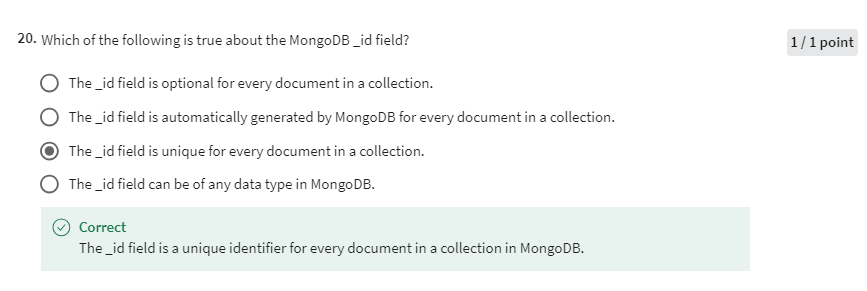 20. Which of the following is true about the MongoDB _id field?
1 / 1 point
The _id field is optional for every document in a collection.
The _id field is automatically generated by MongoDB for every document in a collection.
The _id field is unique for every document in a collection.
The _id field can be of any data type in MongoDB.
Correct
The _id field is a unique identifier for every document in a collection in MongoDB.